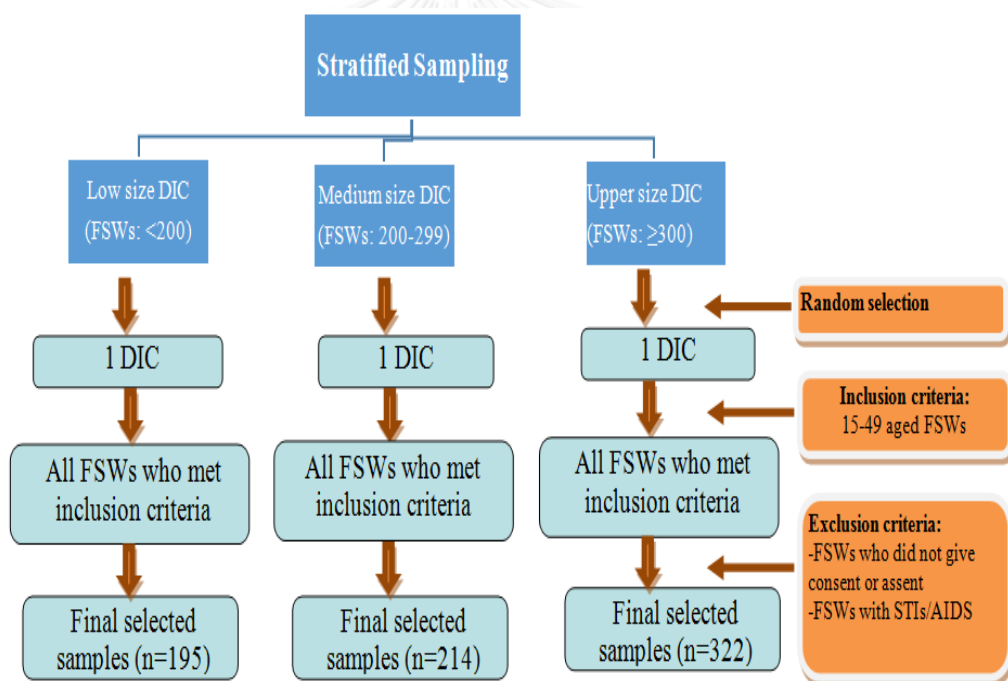 Stratified Sampling
Low size DIC
(FSWs: <200)
Medium size DIC
(FSWs: 200-299)
Upper size DIC
(FSWs: ≥300)
Random selection
1 DIC
1 DIC
1 DIC
Inclusion criteria:
15-49 aged FSWs
All FSWs who met
inclusion criteria
All FSWs who met
inclusion criteria
All FSWs who met
inclusion criteria
Exclusion criteria:
-FSWs who did not give
consent or assent
-FSWs with STIs/AIDS
Final selected
samples (n=195)
Final selected
samples (n=214)
Final selected
samples (n=322)